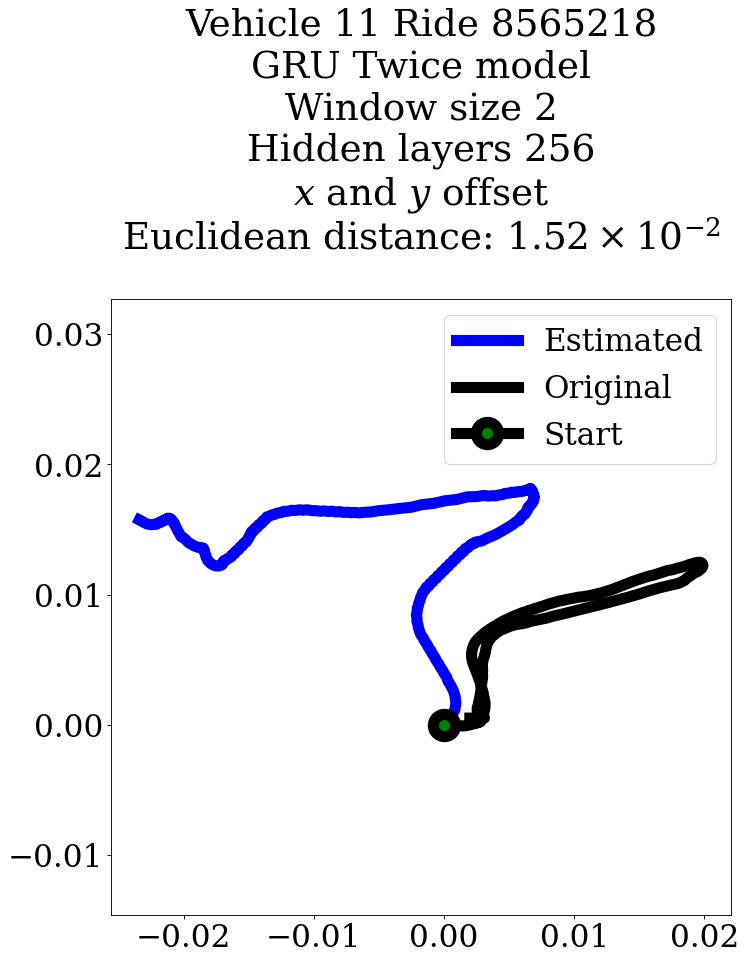 Vehicle 11 Ride 8565218
GRU Twice model
Window size 2
Hidden layers 256
x and y offset
Euclidean distance: 1.52 × 10⁻²
Estimated
Original
Start
0.03
0.02
0.01
0.00
−0.01
−0.02
−0.01
0.00
0.01
0.02